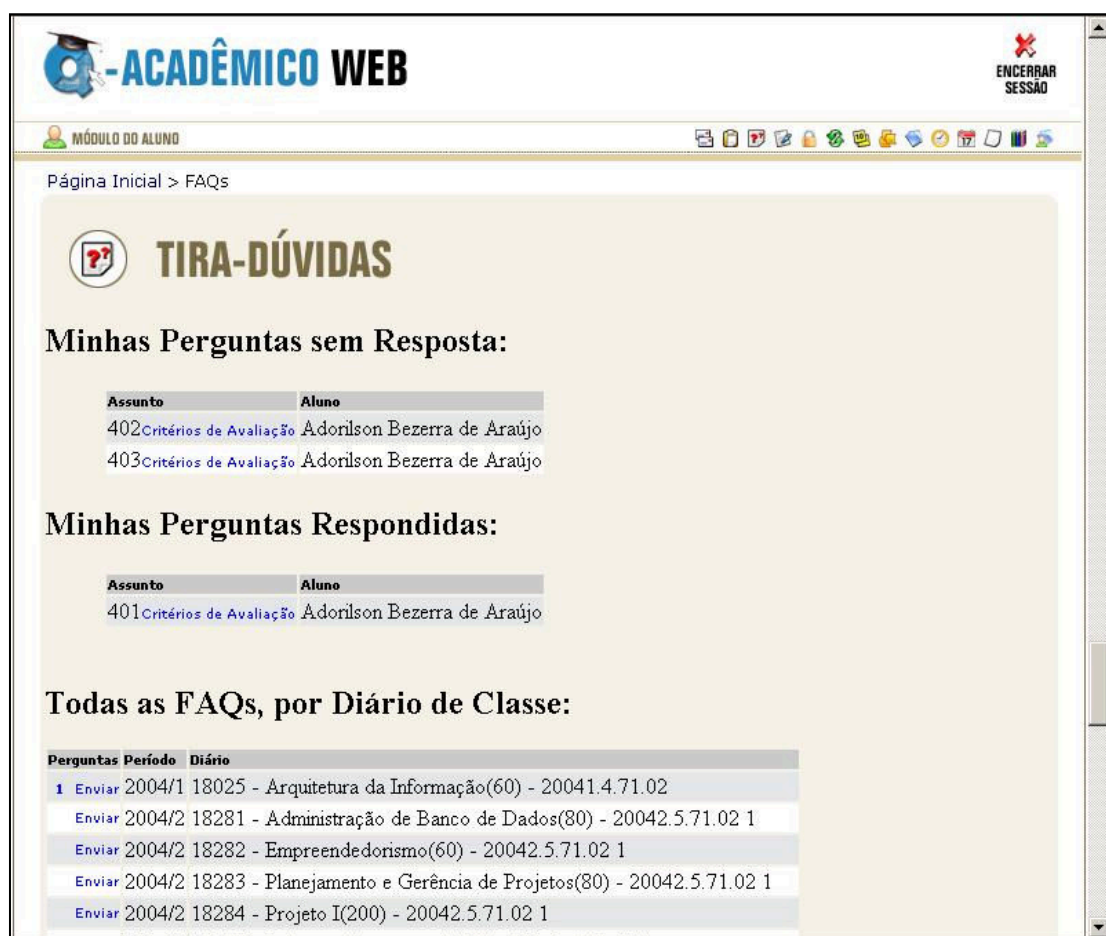 Q-ACADÊMICO WEB
ENCERRAR
SESSÃO
MÓDULO DO ALUNO
Página Inicial > FAQs
TIRA-DÚVIDAS
Minhas Perguntas sem Resposta:
Assunto Aluno
402Critérios de Avaliação Adorilson Bezerra de Araújo
403Critérios de Avaliação Adorilson Bezerra de Araújo
Minhas Perguntas Respondidas:
Assunto Aluno
401Critérios de Avaliação Adorilson Bezerra de Araújo
Todas as FAQs, por Diário de Classe:
Perguntas Período Diário
1 Enviar 2004/1 18025 - Arquitetura da Informação(60) - 20041.4.71.02
Enviar 2004/2 18281 - Administração de Banco de Dados(80) - 20042.5.71.02 1
Enviar 2004/2 18282 - Empreendedorismo(60) - 20042.5.71.02 1
Enviar 2004/2 18283 - Planejamento e Gerência de Projetos(80) - 20042.5.71.02 1
Enviar 2004/2 18284 - Projeto I(200) - 20042.5.71.02 1